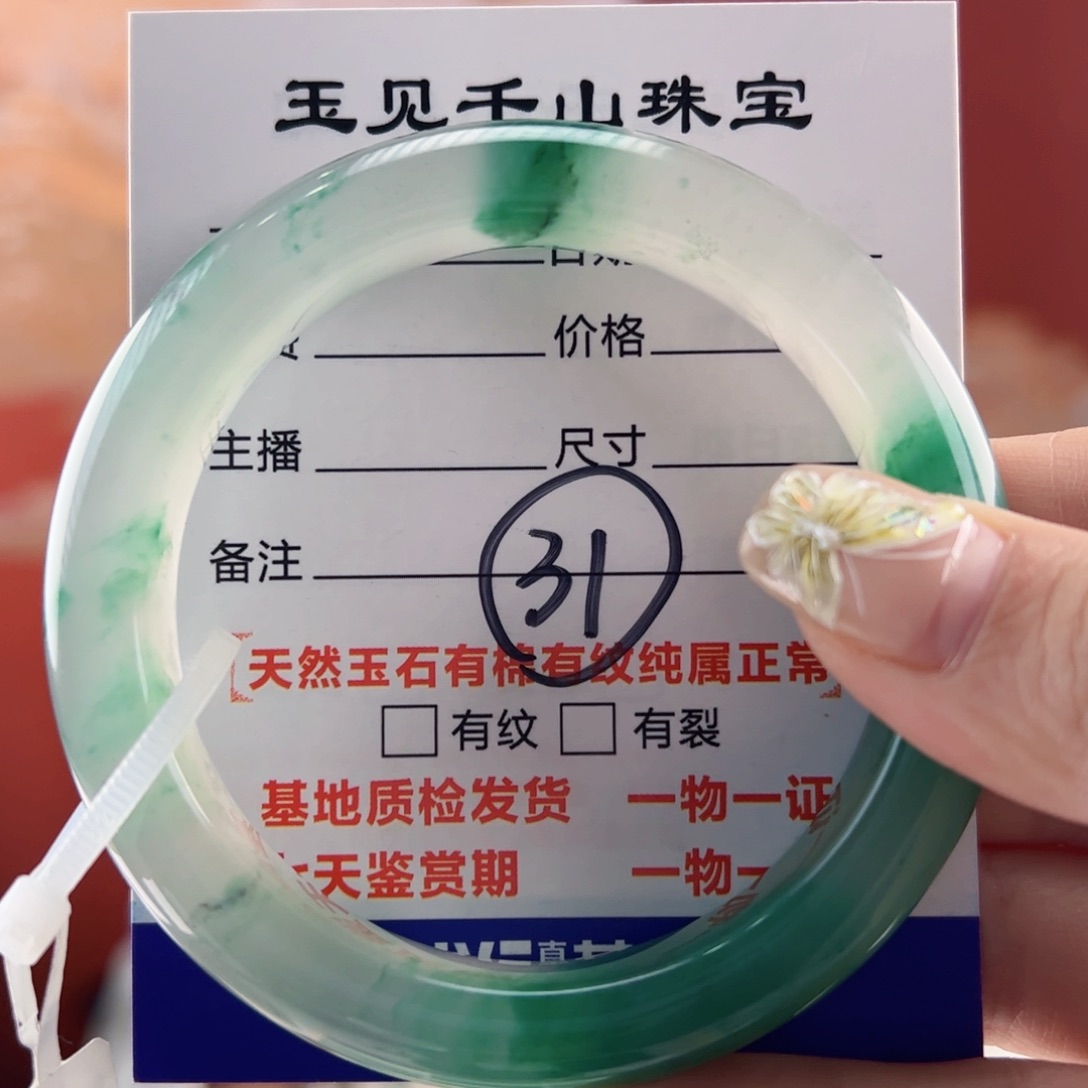 玉见千山珠宝
价格
主播 尺寸
备注
31
天然玉石有棉有纹纯属正常
有纹 有裂
基地质检发货 一物一证
天鉴赏期 一物一